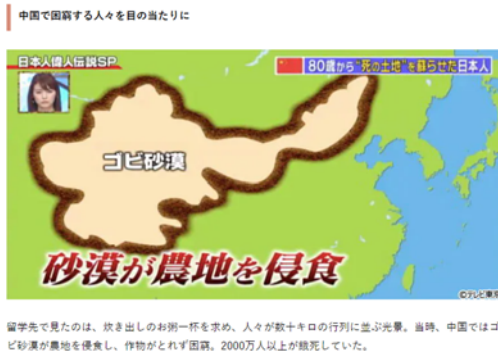 中国で困窮する人々を目の当たりに
日本人偉人伝説SP
80歳から“死の土地”を蘇らせた日本人
ゴビ砂漠
砂漠が農地を侵食
©テレビ東京
留学先で見たのは、炊き出しのお粥一杯を求め、人々が数十キロの行列に並ぶ光景。当時、中国ではゴ
ビ砂漠が農地を侵食し、作物がとれず困窮。2000万人以上が餓死していた。